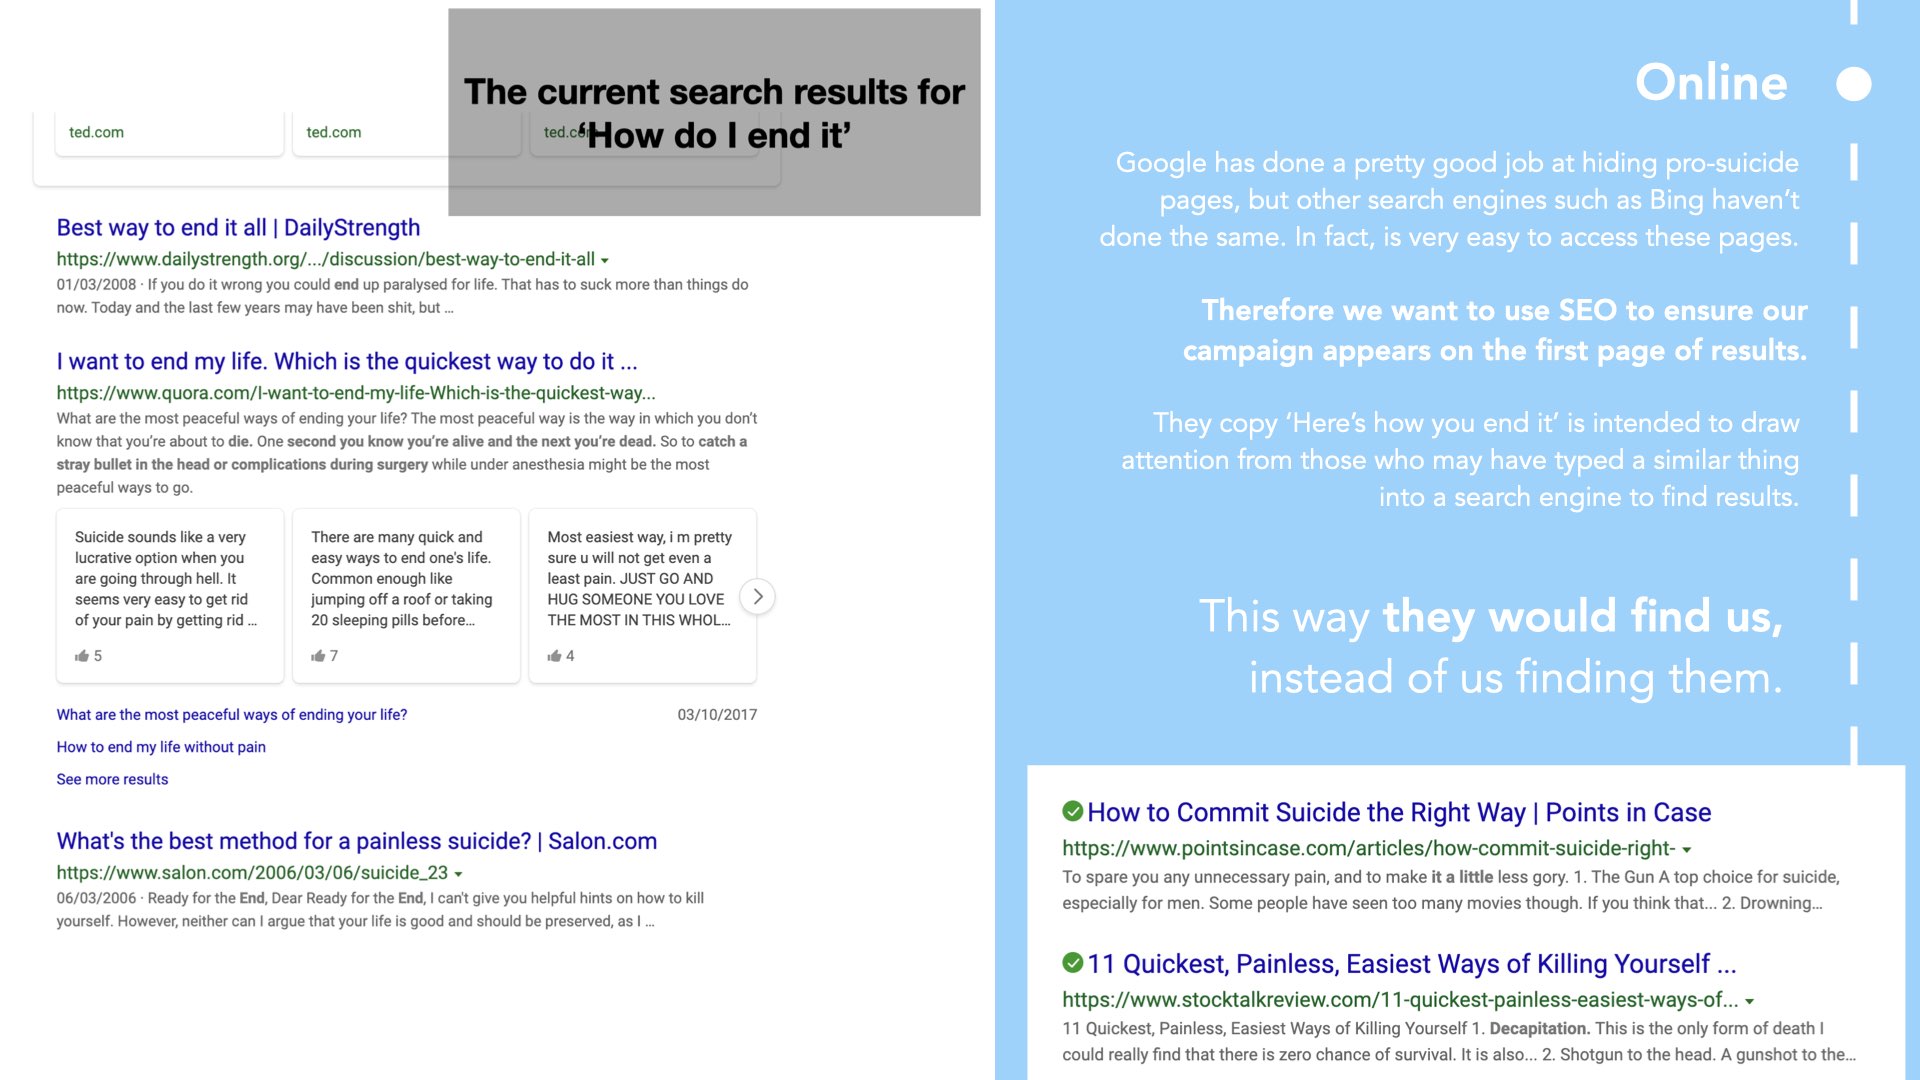 The current search results for
‘How do I end it’
ted.com
ted.com
ted.com
Best way to end it all | DailyStrength
https://www.dailystrength.org/.../discussion/best-way-to-end-it-all
01/03/2008 · If you do it wrong you could end up paralysed for life. That has to suck more than things do
now. Today and the last few years may have been shit, but ...
I want to end my life. Which is the quickest way to do it ...
https://www.quora.com/I-want-to-end-my-life-Which-is-the-quickest-way...
What are the most peaceful ways of ending your life? The most peaceful way is the way in which you don’t
know that you’re about to die. One second you know you’re alive and the next you’re dead. So to catch a
stray bullet in the head or complications during surgery while under anesthesia might be the most
peaceful ways to go.
Suicide sounds like a very
lucrative option when you
are going through hell. It
seems very easy to get rid
of your pain by getting rid ...
5
There are many quick and
easy ways to end one's life.
Common enough like
jumping off a roof or taking
20 sleeping pills before...
7
Most easiest way, i m pretty
sure u will not get even a
least pain. JUST GO AND
HUG SOMEONE YOU LOVE
THE MOST IN THIS WHOL...
4
What are the most peaceful ways of ending your life?
03/10/2017
How to end my life without pain
See more results
What's the best method for a painless suicide? | Salon.com
https://www.salon.com/2006/03/06/suicide_23
06/03/2006 · Ready for the End, Dear Ready for the End, I can't give you helpful hints on how to kill
yourself. However, neither can I argue that your life is good and should be preserved, as I ...
Online
Google has done a pretty good job at hiding pro-suicide
pages, but other search engines such as Bing haven’t
done the same. In fact, is very easy to access these pages.
Therefore we want to use SEO to ensure our
campaign appears on the first page of results.
They copy ‘Here’s how you end it’ is intended to draw
attention from those who may have typed a similar thing
into a search engine to find results.
This way they would find us,
instead of us finding them.
How to Commit Suicide the Right Way | Points in Case
https://www.pointsincase.com/articles/how-commit-suicide-right-
To spare you any unnecessary pain, and to make it a little less gory. 1. The Gun A top choice for suicide,
especially for men. Some people have seen too many movies though. If you think that... 2. Drowning...
11 Quickest, Painless, Easiest Ways of Killing Yourself ...
https://www.stocktalkreview.com/11-quickest-painless-easiest-ways-of...
11 Quickest, Painless, Easiest Ways of Killing Yourself 1. Decapitation. This is the only form of death I
could really find that there is zero chance of survival. It is also... 2. Shotgun to the head. A gunshot to the...